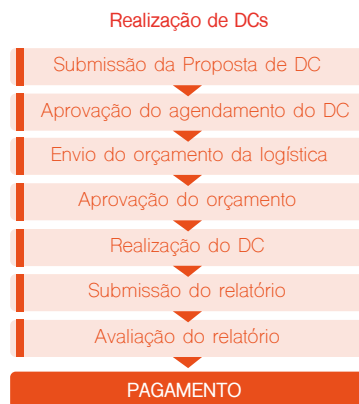 Realização de DCs
Submissão da Proposta de DC
Aprovação do agendamento do DC
Envio do orçamento da logística
Aprovação do orçamento
Realização do DC
Submissão do relatório
Avaliação do relatório
PAGAMENTO